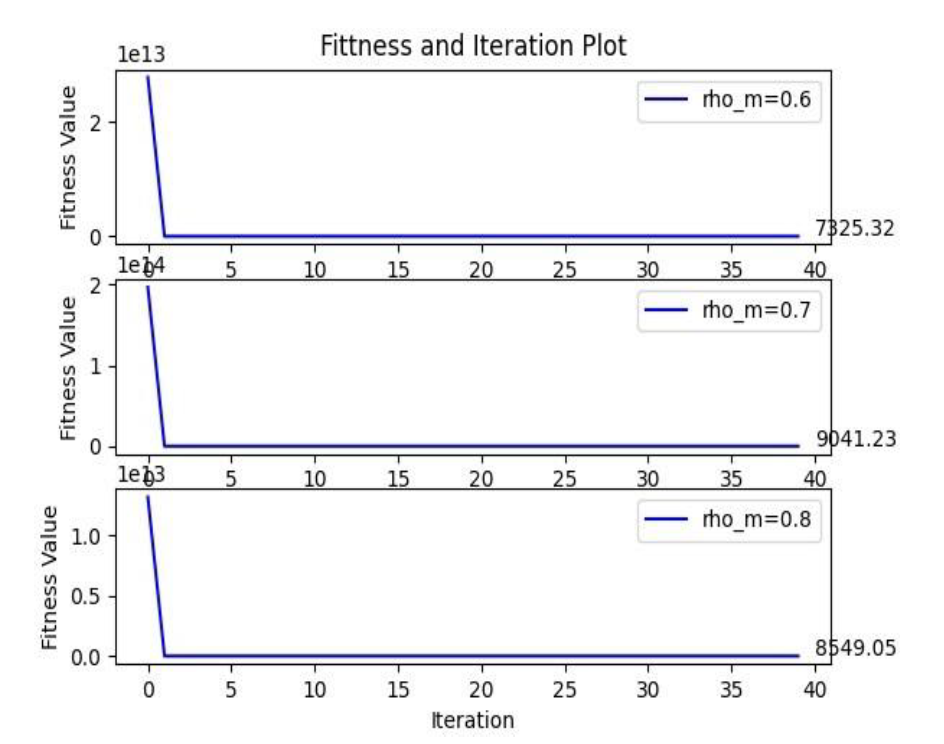 Fittness and Iteration Plot
1e13
Fitness Value
2
0
rho_m=0.6
7325.32
0 5 10 15 20 25 30 35 40
1e14
Fitness Value
2
1
0
rho_m=0.7
9041.23
0 5 10 15 20 25 30 35 40
1e13
Fitness Value
1.0
0.5
0.0
rho_m=0.8
8549.05
0 5 10 15 20 25 30 35 40
Iteration